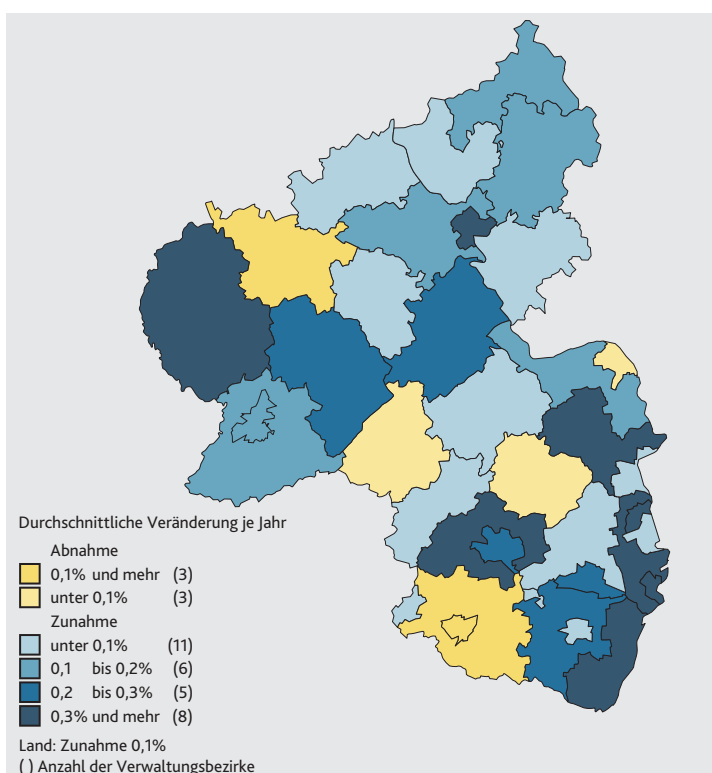 Durchschnittliche Veränderung je Jahr
Abnahme
0,1% und mehr (3)
unter 0,1% (3)
Zunahme
unter 0,1% (11)
0,1 bis 0,2% (6)
0,2 bis 0,3% (5)
0,3% und mehr (8)
Land: Zunahme 0,1%
( ) Anzahl der Verwaltungsbezirke